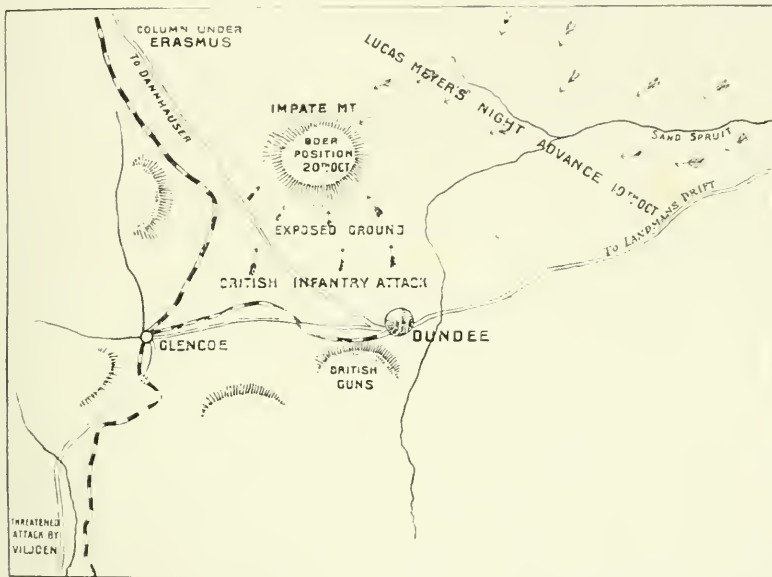 COLUMN UNDER
ERASMUS
TO DANNHAUSER
LUCAS MEYER'S NIGHT ADVANCE 19TH OCT
IMPATE MT
BOER
POSITION
20TH OCT
SAND SPRUIT
EXPOSED GROUND
TO LANDMANS DRIFT
BRITISH INFANTRY ATTACK
GLENCOE
DUNDEE
BRITISH
GUNS
THREATENED
ATTACK BY
VILJOEN